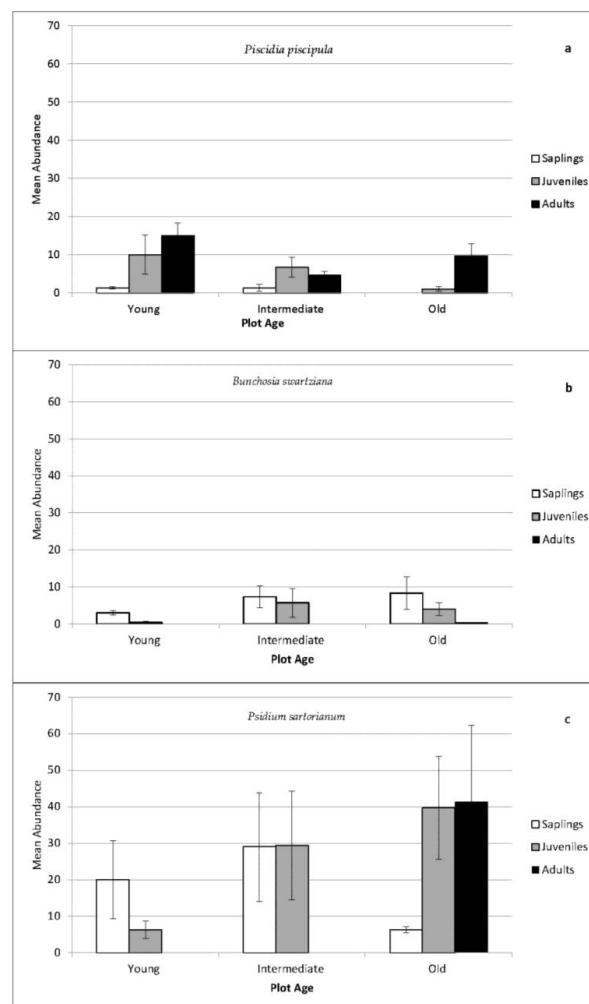 Piscidia piscipula
a
70
60
50
40
30
20
10
0
Mean Abundance
Saplings
Juveniles
Adults
Young
Intermediate
Old
Plot Age
Bunchosia swartziana
b
70
60
50
40
30
20
10
0
Mean Abundance
Saplings
Juveniles
Adults
Young
Intermediate
Old
Plot Age
Psidium sartorianum
c
70
60
50
40
30
20
10
0
Mean Abundance
Saplings
Juveniles
Adults
Young
Intermediate
Old
Plot Age